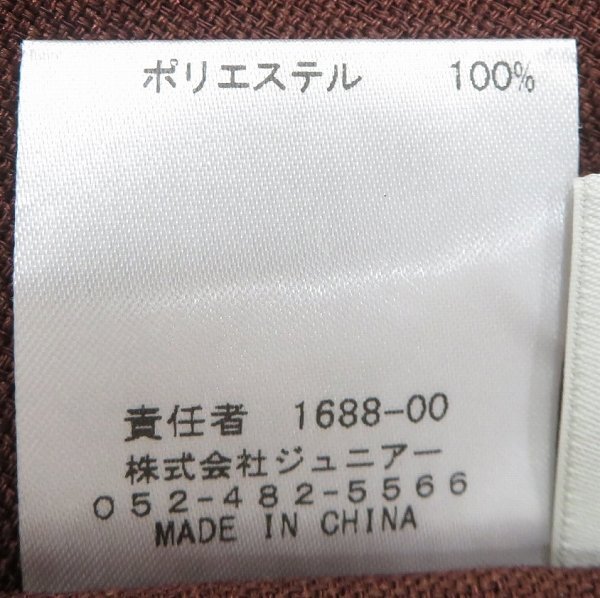 ポリエステル 100%
責任者 1688-00
株式会社ジュニアー
052-482-5566
MADE IN CHINA